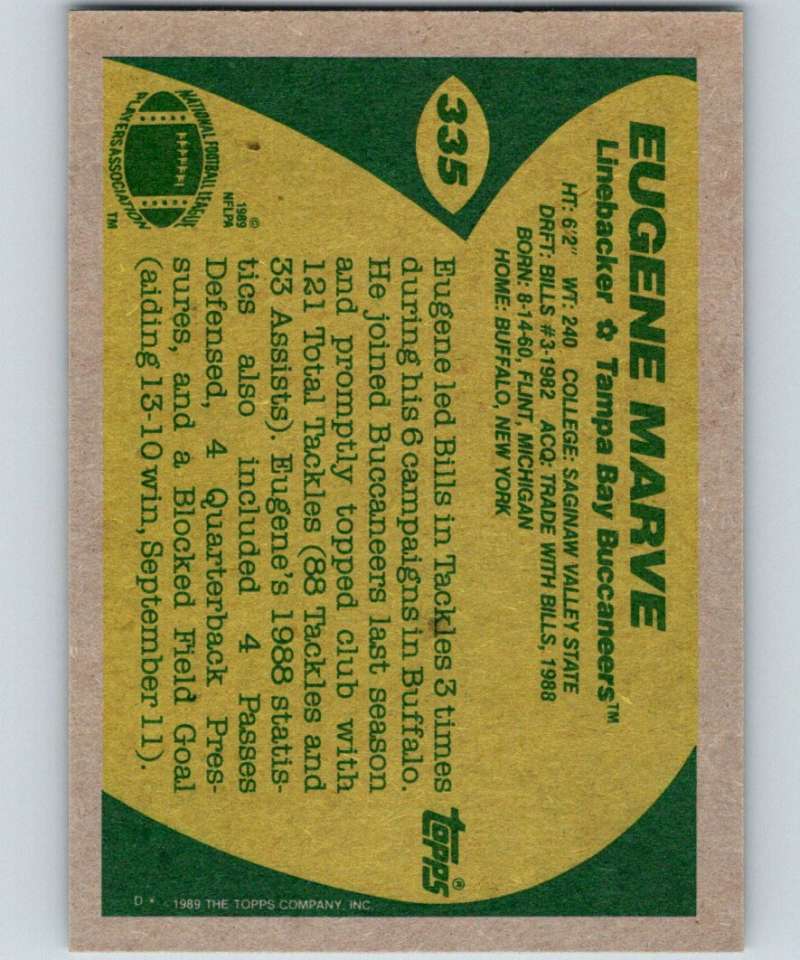 335
EUGENE MARVE
Linebacker ✿ Tampa Bay Buccaneers™
HT: 6'2" WT: 240 COLLEGE: SAGINAW VALLEY STATE
DRFT: BILLS #3-1982 ACQ: TRADE WITH BILLS, 1988
BORN: 8-14-60, FLINT, MICHIGAN
HOME: BUFFALO, NEW YORK
Eugene led Bills in Tackles 3 times
during his 6 campaigns in Buffalo.
He joined Buccaneers last season
and promptly topped club with
121 Total Tackles (88 Tackles and
33 Assists). Eugene's 1988 statis-
tics also included 4 Passes
Defensed, 4 Quarterback Pres-
sures, and a Blocked Field Goal
(aiding 13-10 win, September 11).
NATIONAL FOOTBALL LEAGUE
PLAYERS ASSOCIATION
TM
©
1989
NFLPA
topps®
D * 1989 THE TOPPS COMPANY, INC.